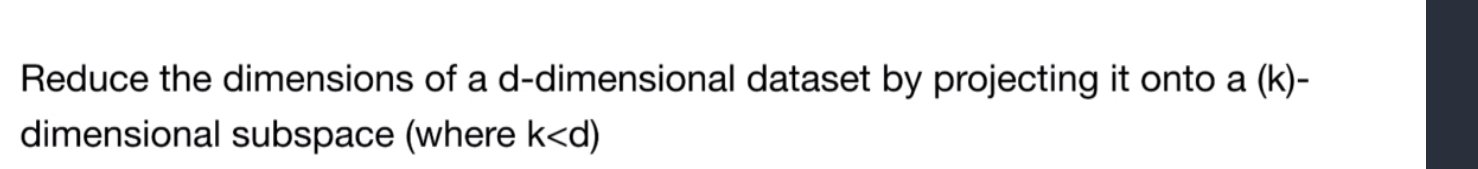 Reduce the dimensions of a d-dimensional dataset by projecting it onto a (k)-
dimensional subspace (where k<d)